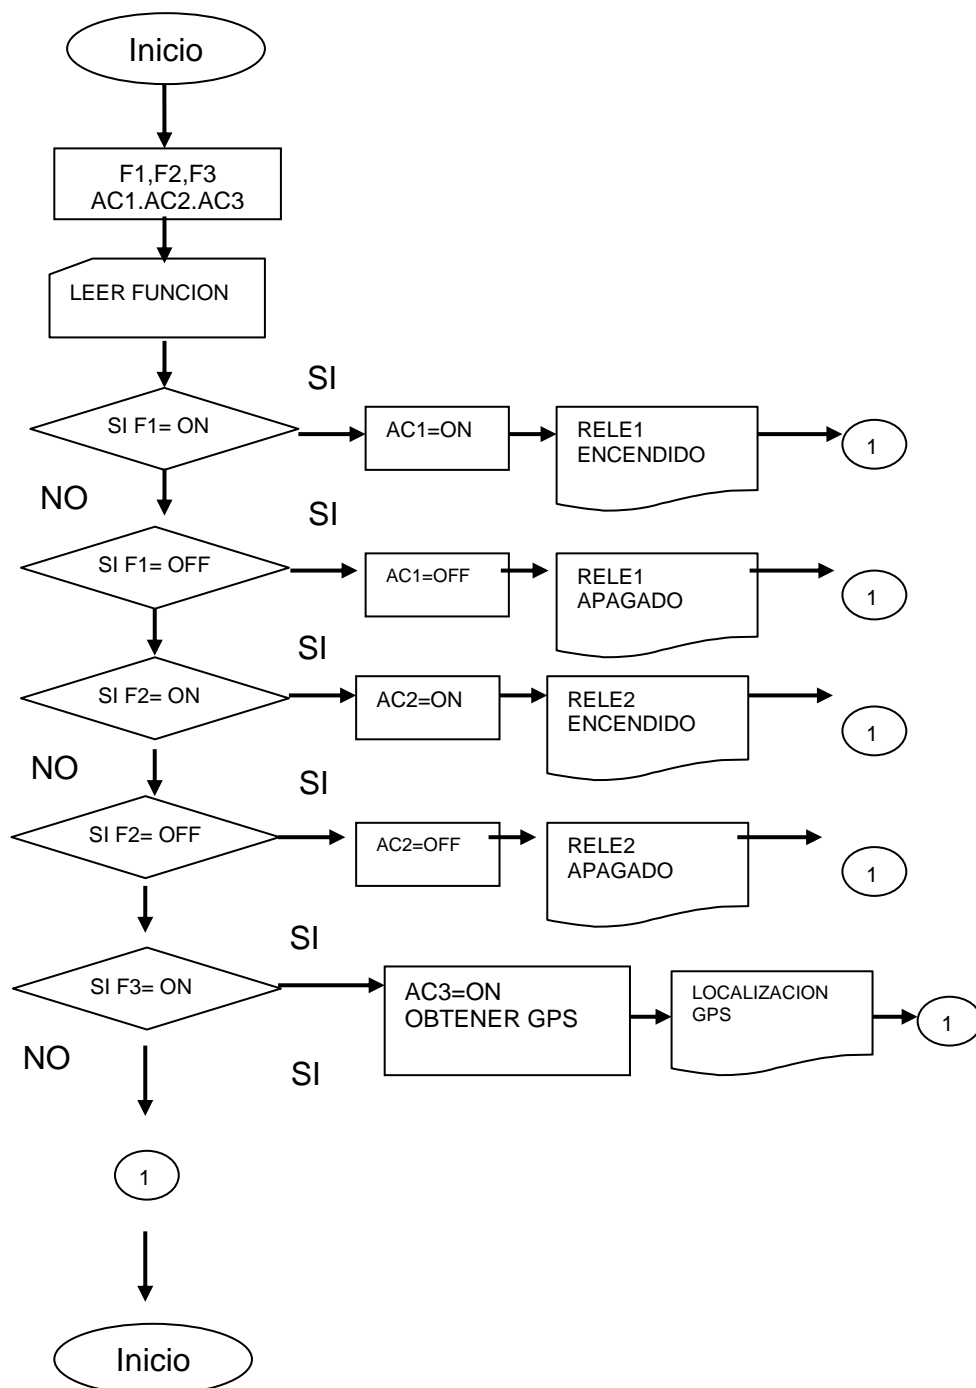 Inicio
F1,F2,F3
AC1.AC2.AC3
LEER FUNCION
SI
SI F1= ON
AC1=ON
RELE1
ENCENDIDO
1
NO
SI
SI F1= OFF
AC1=OFF
RELE1
APAGADO
1
SI
SI F2= ON
AC2=ON
RELE2
ENCENDIDO
1
NO
SI
SI F2= OFF
AC2=OFF
RELE2
APAGADO
1
SI
SI F3= ON
AC3=ON
OBTENER GPS
LOCALIZACION
GPS
1
NO
SI
1
Inicio